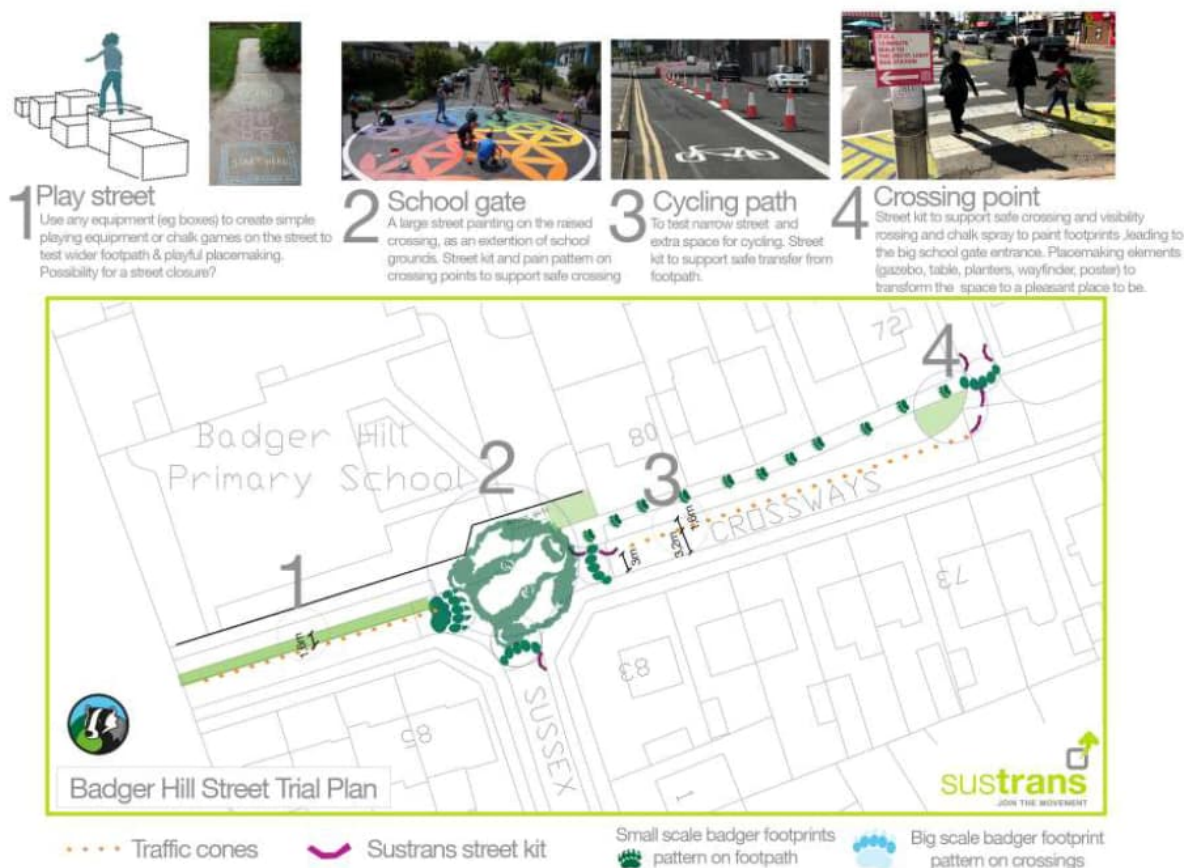 1 Play street
Use any equipment (eg boxes) to create simple
playing equipment or chalk games on the street to
test wider footpath & playful placemaking.
Possibility for a street closure?
2 School gate
A large street painting on the raised
crossing, as an extention of school
grounds. Street kit and pain pattern on
crossing points to support safe crossing
3 Cycling path
To test narrow street and
extra space for cycling. Street
kit to support safe transfer from
footpath.
4 Crossing point
Street kit to support safe crossing and visibility
rossing and chalk spray to paint footprints ,leading to
the big school gate entrance. Placemaking elements
(gazebo, table, planters, wayfinder, poster) to
transform the space to a pleasant place to be.
72
4
Badger Hill
Primary School
2
80
3
CROSSWAYS
1.6m
3.2m
3m
1
1.8m
73
83
85
SUSSEX
1
Badger Hill Street Trial Plan
sustrans
JOIN THE MOVEMENT
Traffic cones
Sustrans street kit
Small scale badger footprints
pattern on footpath
Big scale badger footprint
pattern on crossings